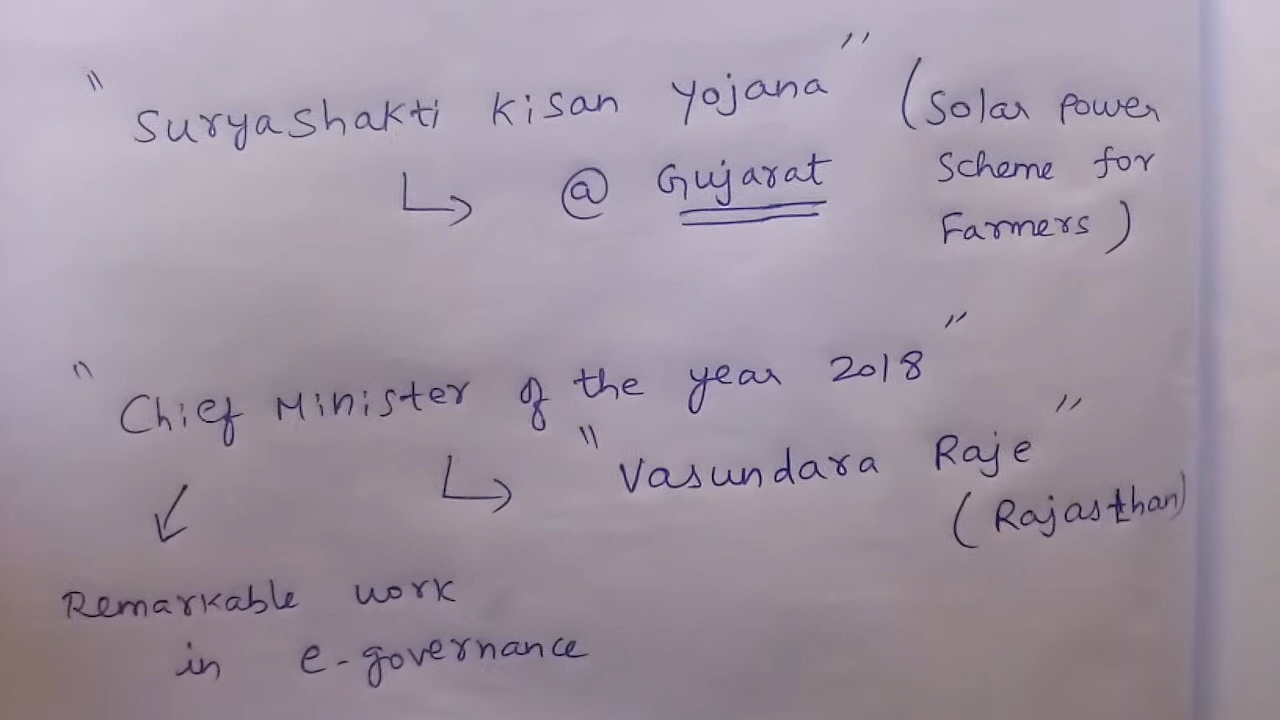 "Suryashakti Kisan Yojana" (Solar Power
↳ @ Gujarat Scheme for
Farmers)
"Chief Minister of the year 2018"
↳ "Vasundara Raje"
(Rajasthan)
Remarkable work
in e-governance